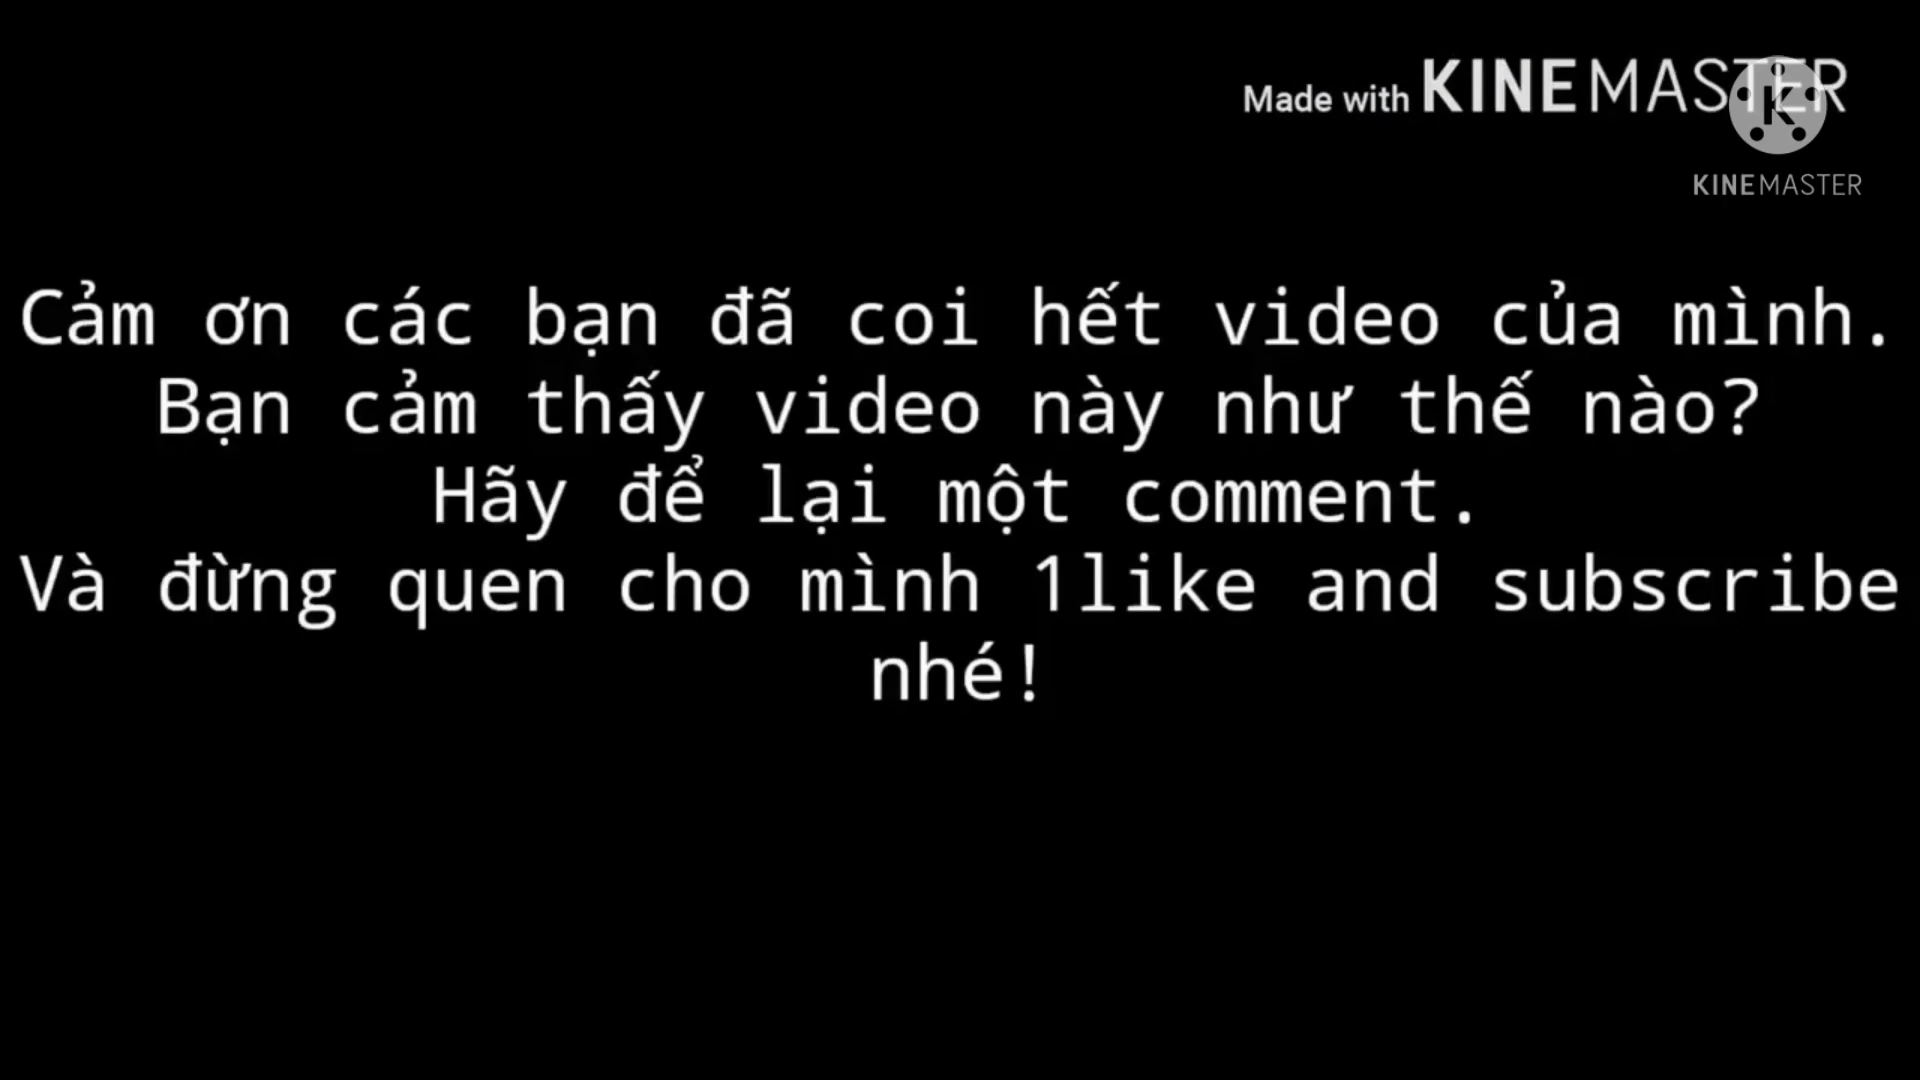 Made with KINEMASTER
K
KINEMASTER
Cảm ơn các bạn đã coi hết video của mình.
Bạn cảm thấy video này như thế nào?
Hãy để lại một comment.
Và đừng quen cho mình 1like and subscribe
nhé!